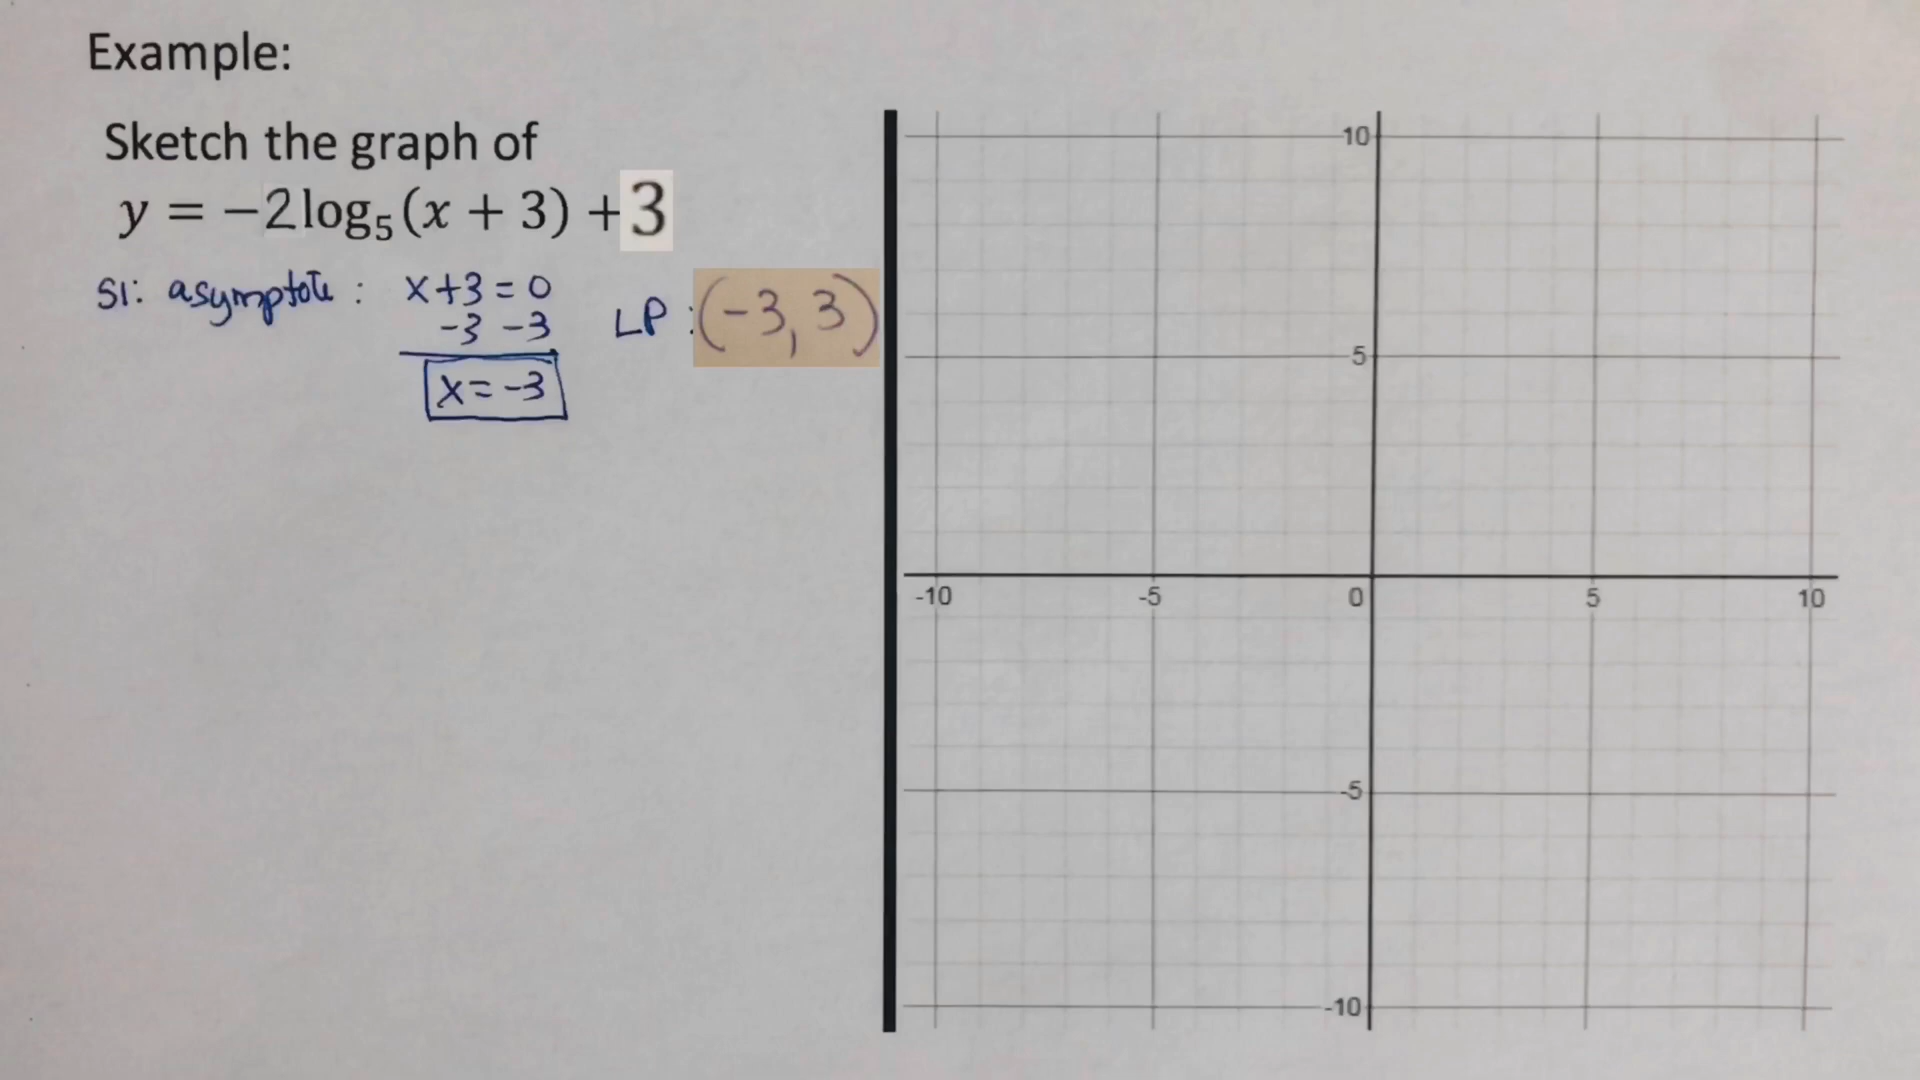 Example:
Sketch the graph of
y = −2log₅(x + 3) + 3
S1: asymptote : x+3 = 0
-3 -3
x = -3
LP : (-3, 3)
10
5
-10 -5 0 5 10
-5
-10